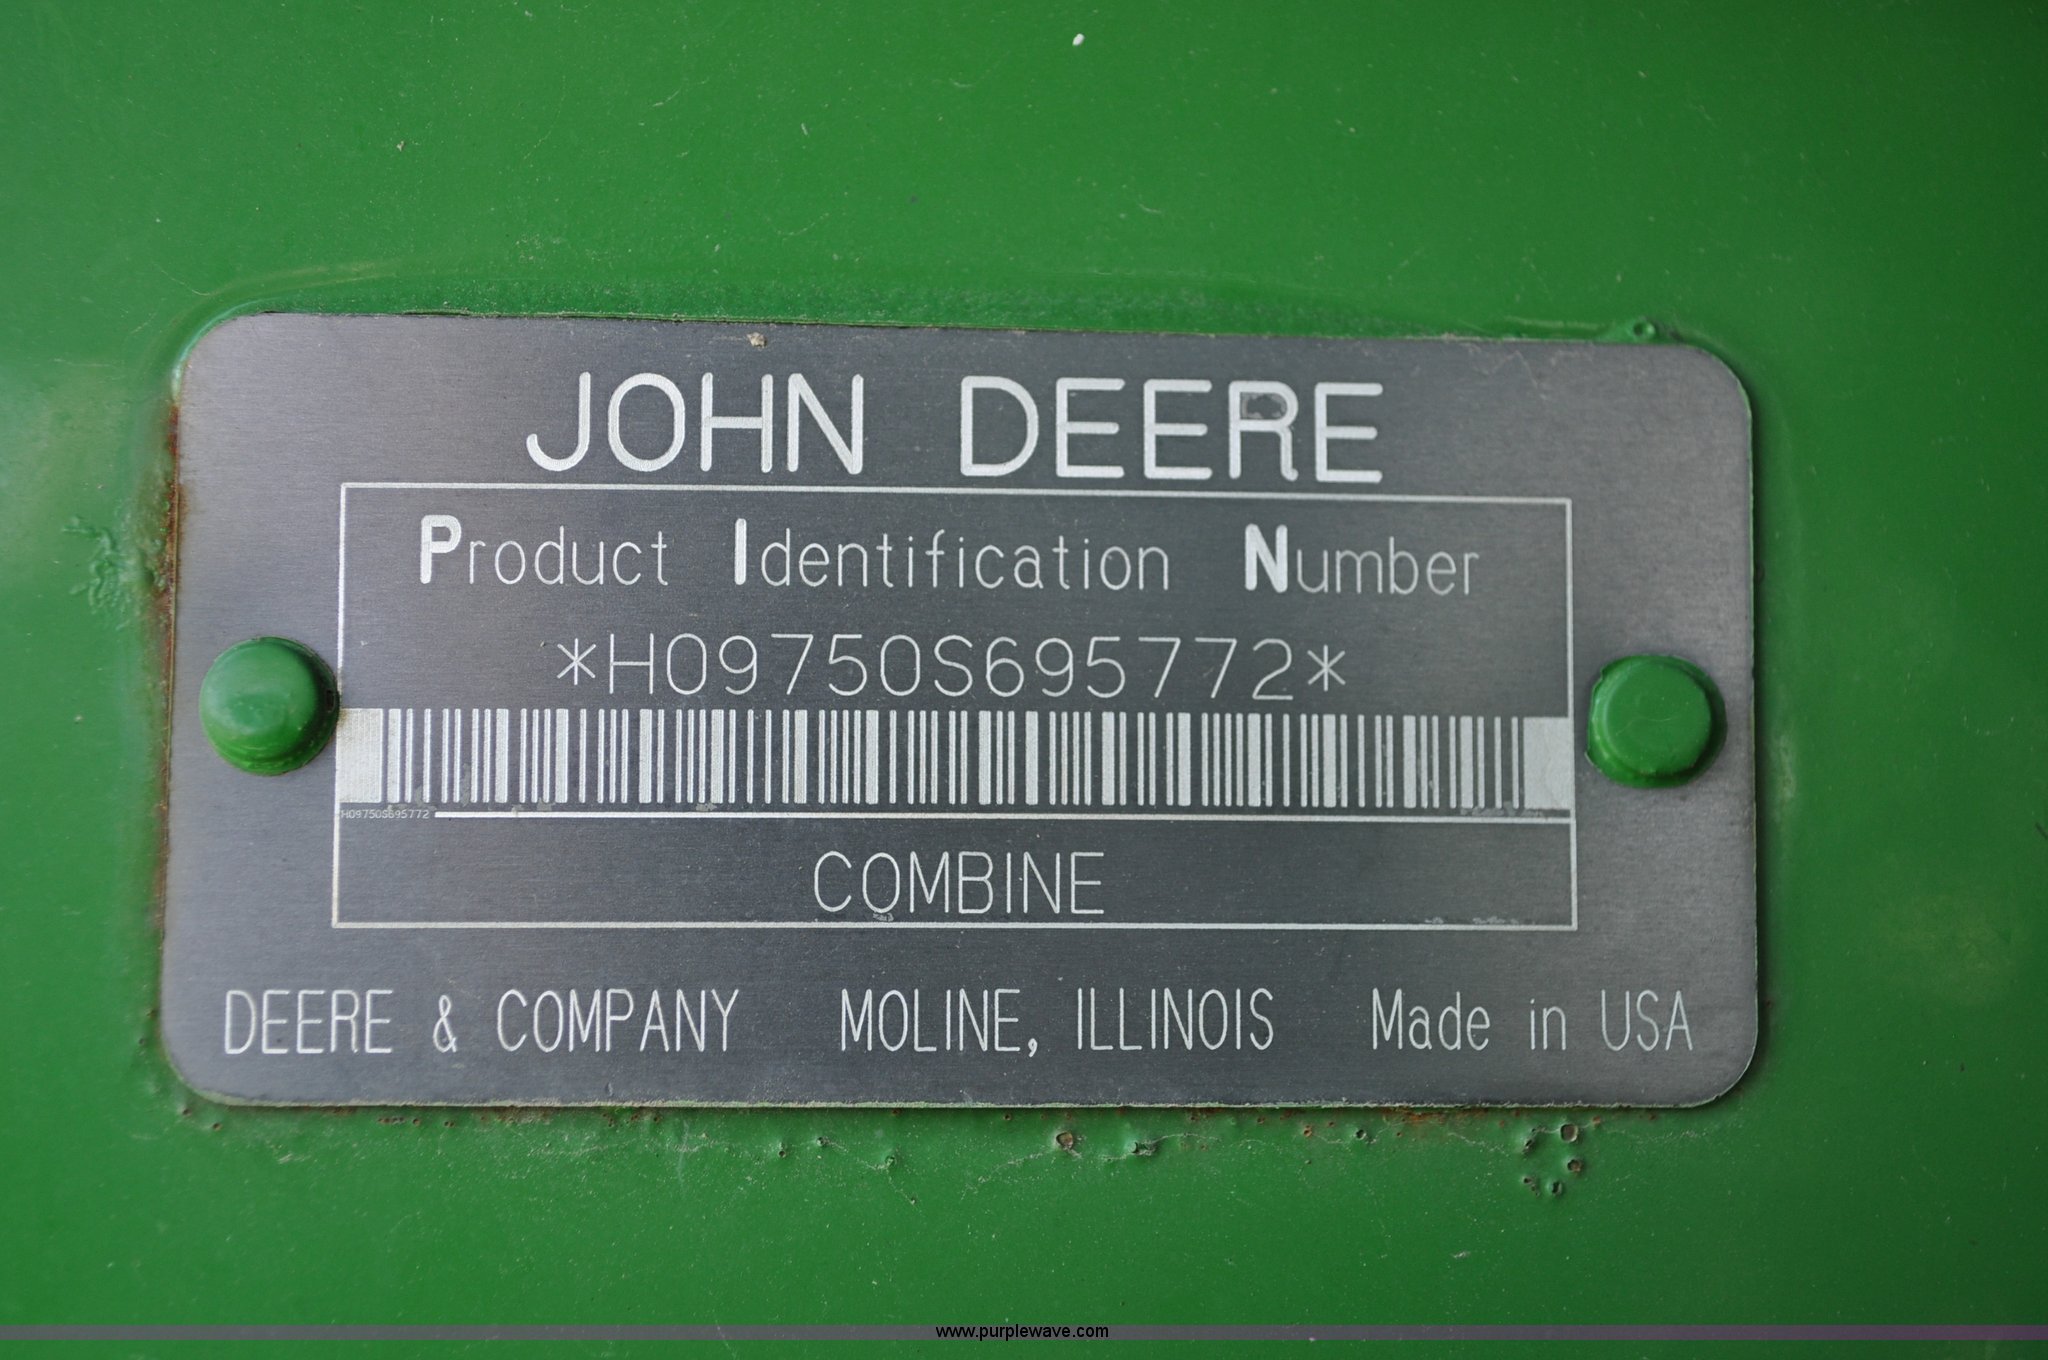 JOHN DEERE
Product Identification Number
*H09750S695772*
H09750S695772
COMBINE
DEERE & COMPANY MOLINE, ILLINOIS Made in USA
www.purplewave.com